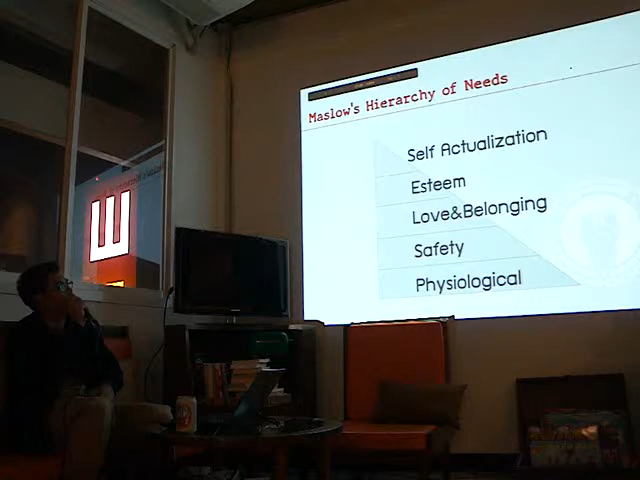 Maslow's Hierarchy of Needs
Self Actualization
Esteem
Love&Belonging
Safety
Physiological